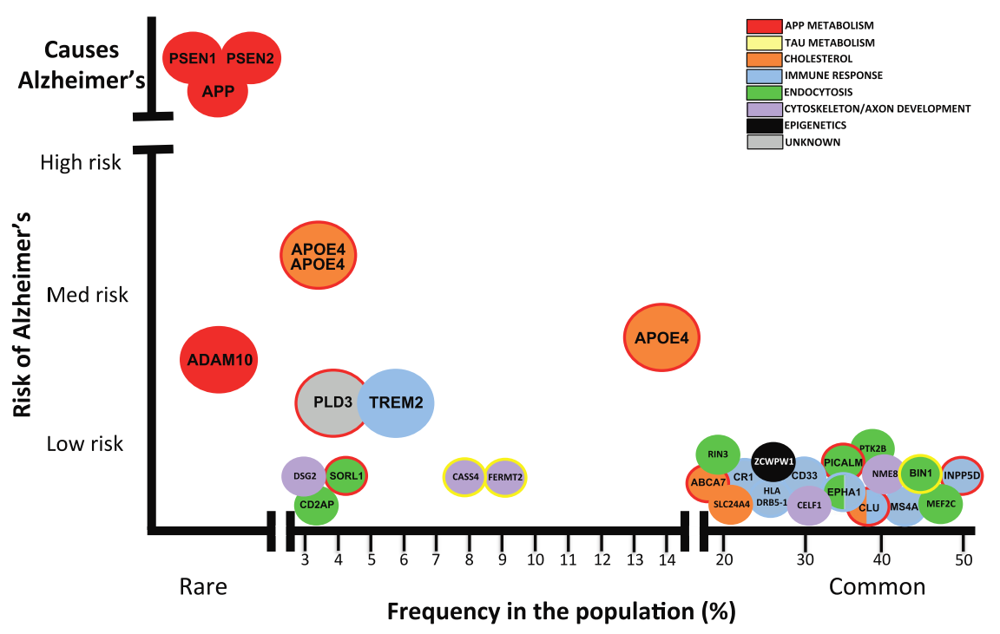 Causes
Alzheimer's
High risk
Med risk
Low risk
Risk of Alzheimer's
PSEN1 PSEN2
APP
APP METABOLISM
TAU METABOLISM
CHOLESTEROL
IMMUNE RESPONSE
ENDOCYTOSIS
CYTOSKELETON/AXON DEVELOPMENT
EPIGENETICS
UNKNOWN
APOE4
APOE4
APOE4
ADAM10
PLD3
TREM2
DSG2
SORL1
CD2AP
CASS4
FERMT2
RIN3
ABCA7
SLC24A4
CR1
ZCWPW1
HLA
DRB5-1
CD33
CELF1
PICALM
EPHA1
PTK2B
CLU
NME8
MS4A
BIN1
MEF2C
INPP5D
3 4 5 6 7 8 9 10 11 12 13 14 20 30 40 50
Rare
Common
Frequency in the population (%)